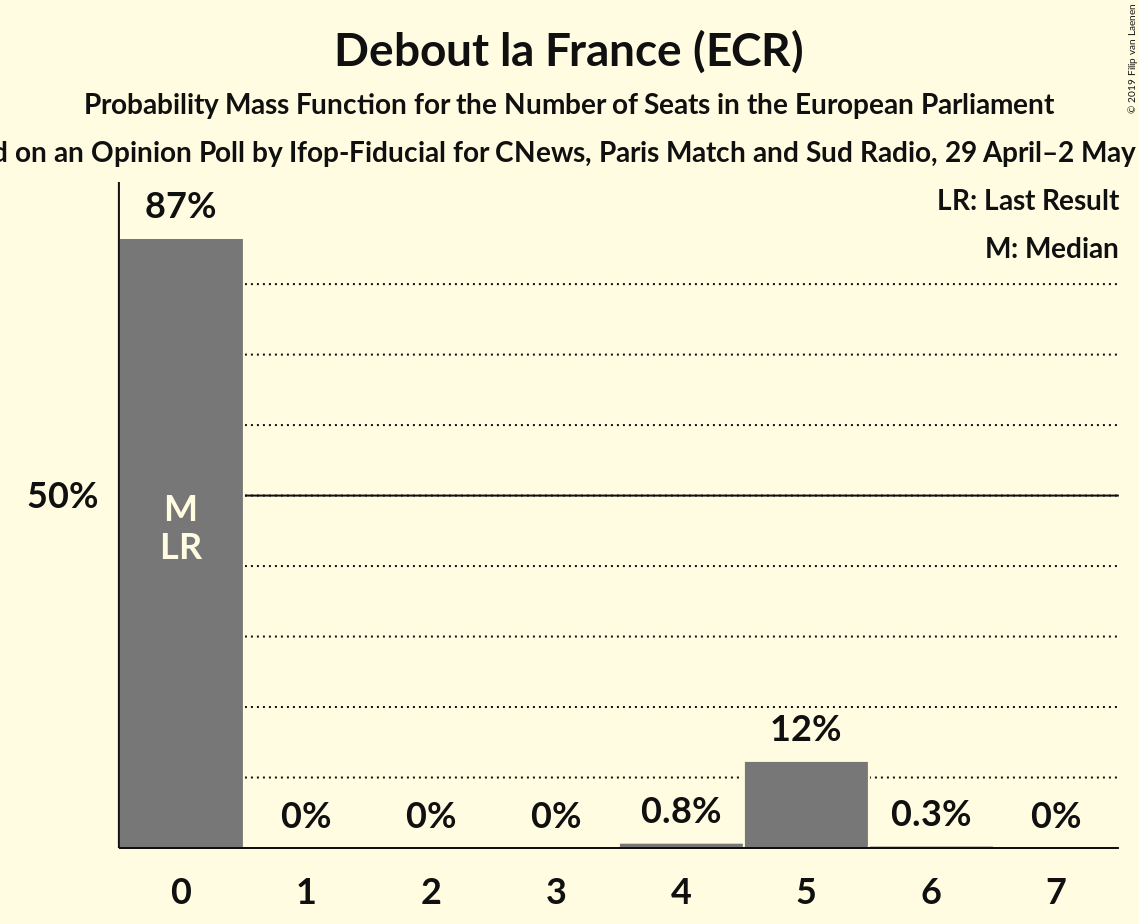 Debout la France (ECR)
Probability Mass Function for the Number of Seats in the European Parliament
on an Opinion Poll by Ifop-Fiducial for CNews, Paris Match and Sud Radio, 29 April–2 May
© 2019 Filip van Laenen
LR: Last Result
M: Median
87%
50%
M
LR
12%
0%
0%
0%
0.8%
0.3%
0%
0
1
2
3
4
5
6
7